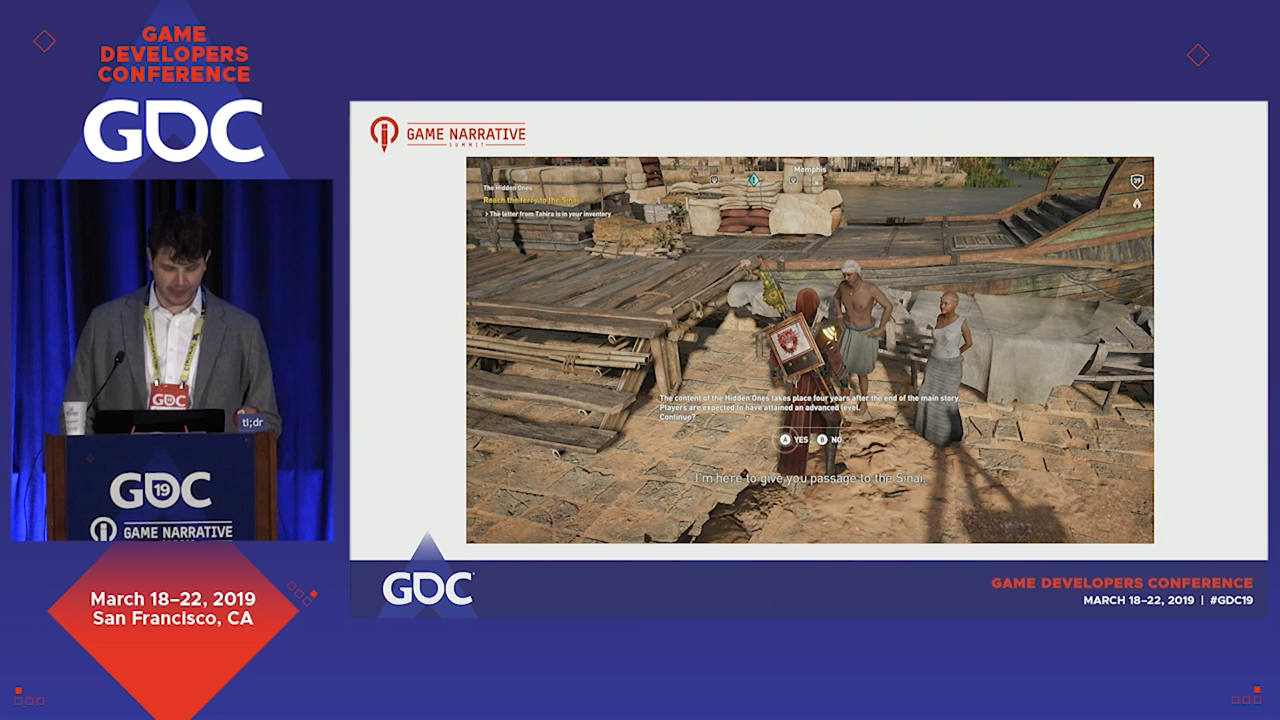 GAME
DEVELOPERS
CONFERENCE
GDC
GAME NARRATIVE
SUMMIT
Memphis
39
The Hidden Ones
Reach the ferry to the Sinai
> The letter from Tahira is in your inventory
The content of the Hidden Ones takes place four years after the end of the main story.
Players are expected to have attained an advanced level.
Continue?
A YES B NO
I'm here to give you passage to the Sinai.
GDC
tl;dr
GDC
19
GAME NARRATIVE
March 18–22, 2019
San Francisco, CA
GDC
GAME DEVELOPERS CONFERENCE
MARCH 18–22, 2019 | #GDC19